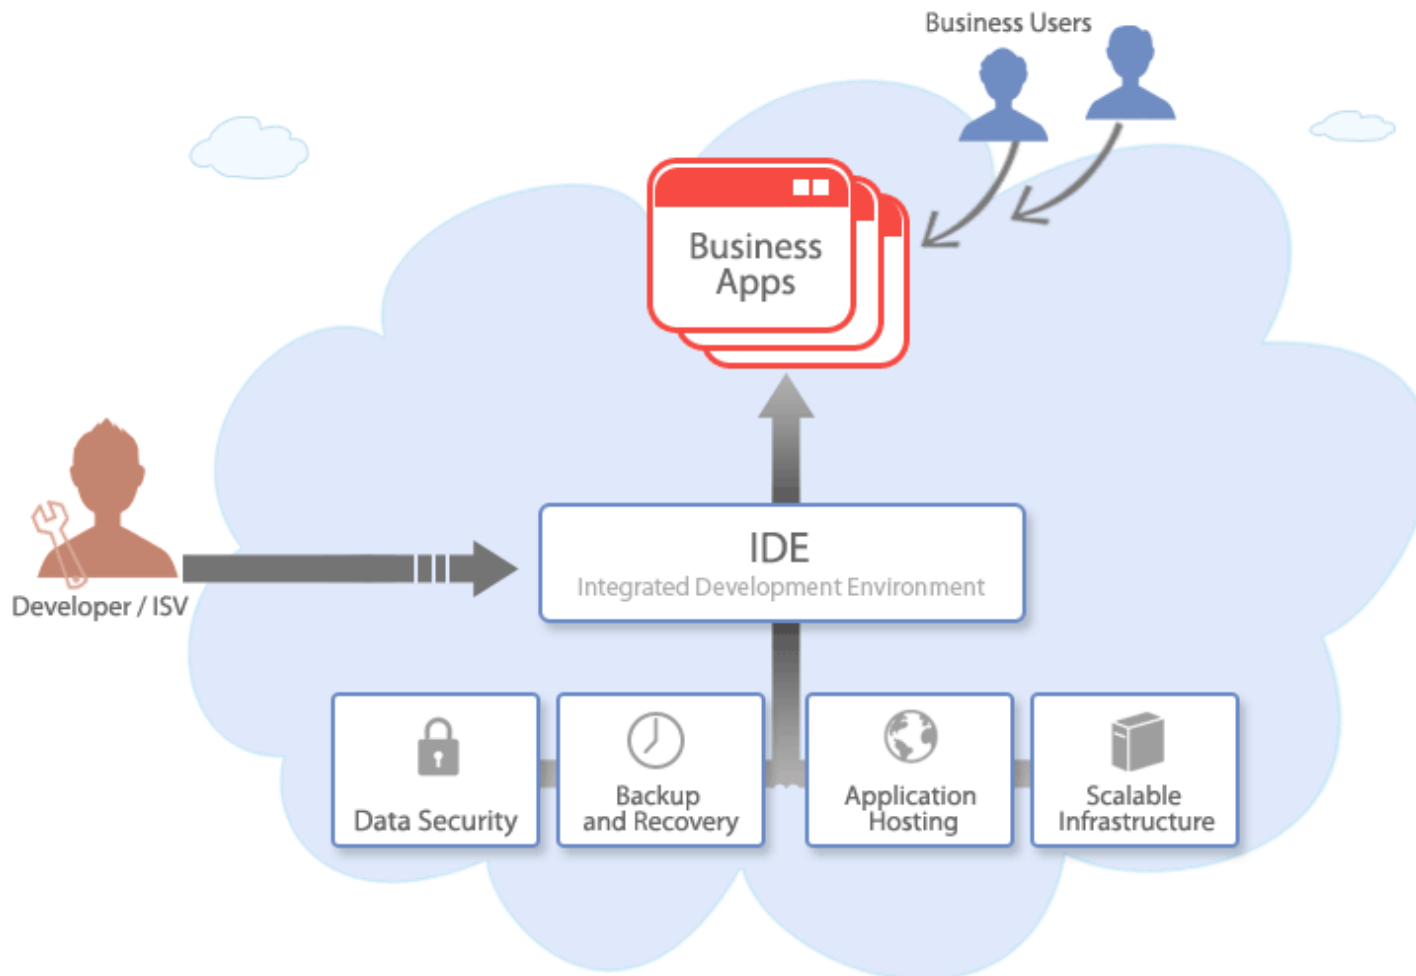 Business Users
Business
Apps
IDE
Integrated Development Environment
Developer / ISV
Data Security
Backup
and Recovery
Application
Hosting
Scalable
Infrastructure